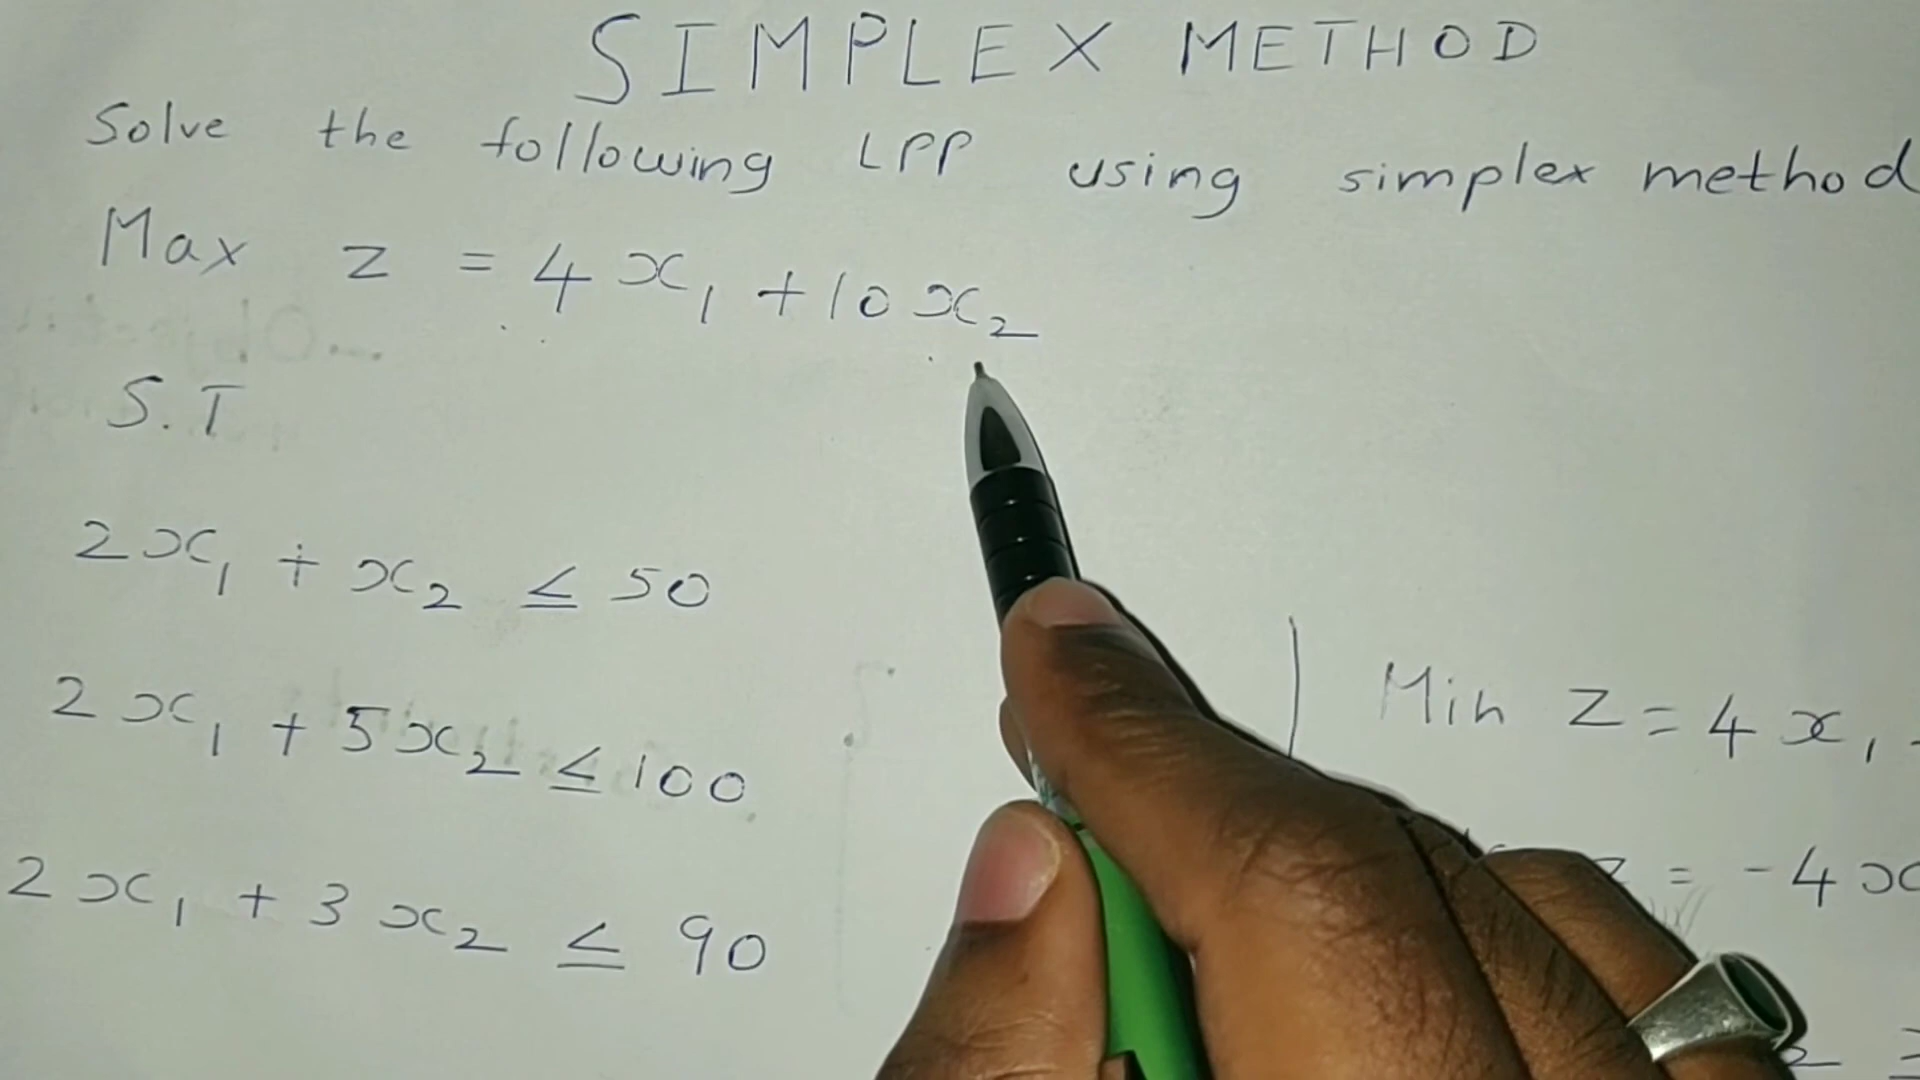 SIMPLEX METHOD
Solve the following LPP using simplex method
Max z = 4x₁ + 10x₂
S.T
2x₁ + x₂ ≤ 50
2x₁ + 5x₂ ≤ 100
2x₁ + 3x₂ ≤ 90
Min Z = 4x₁ -
z = -4x